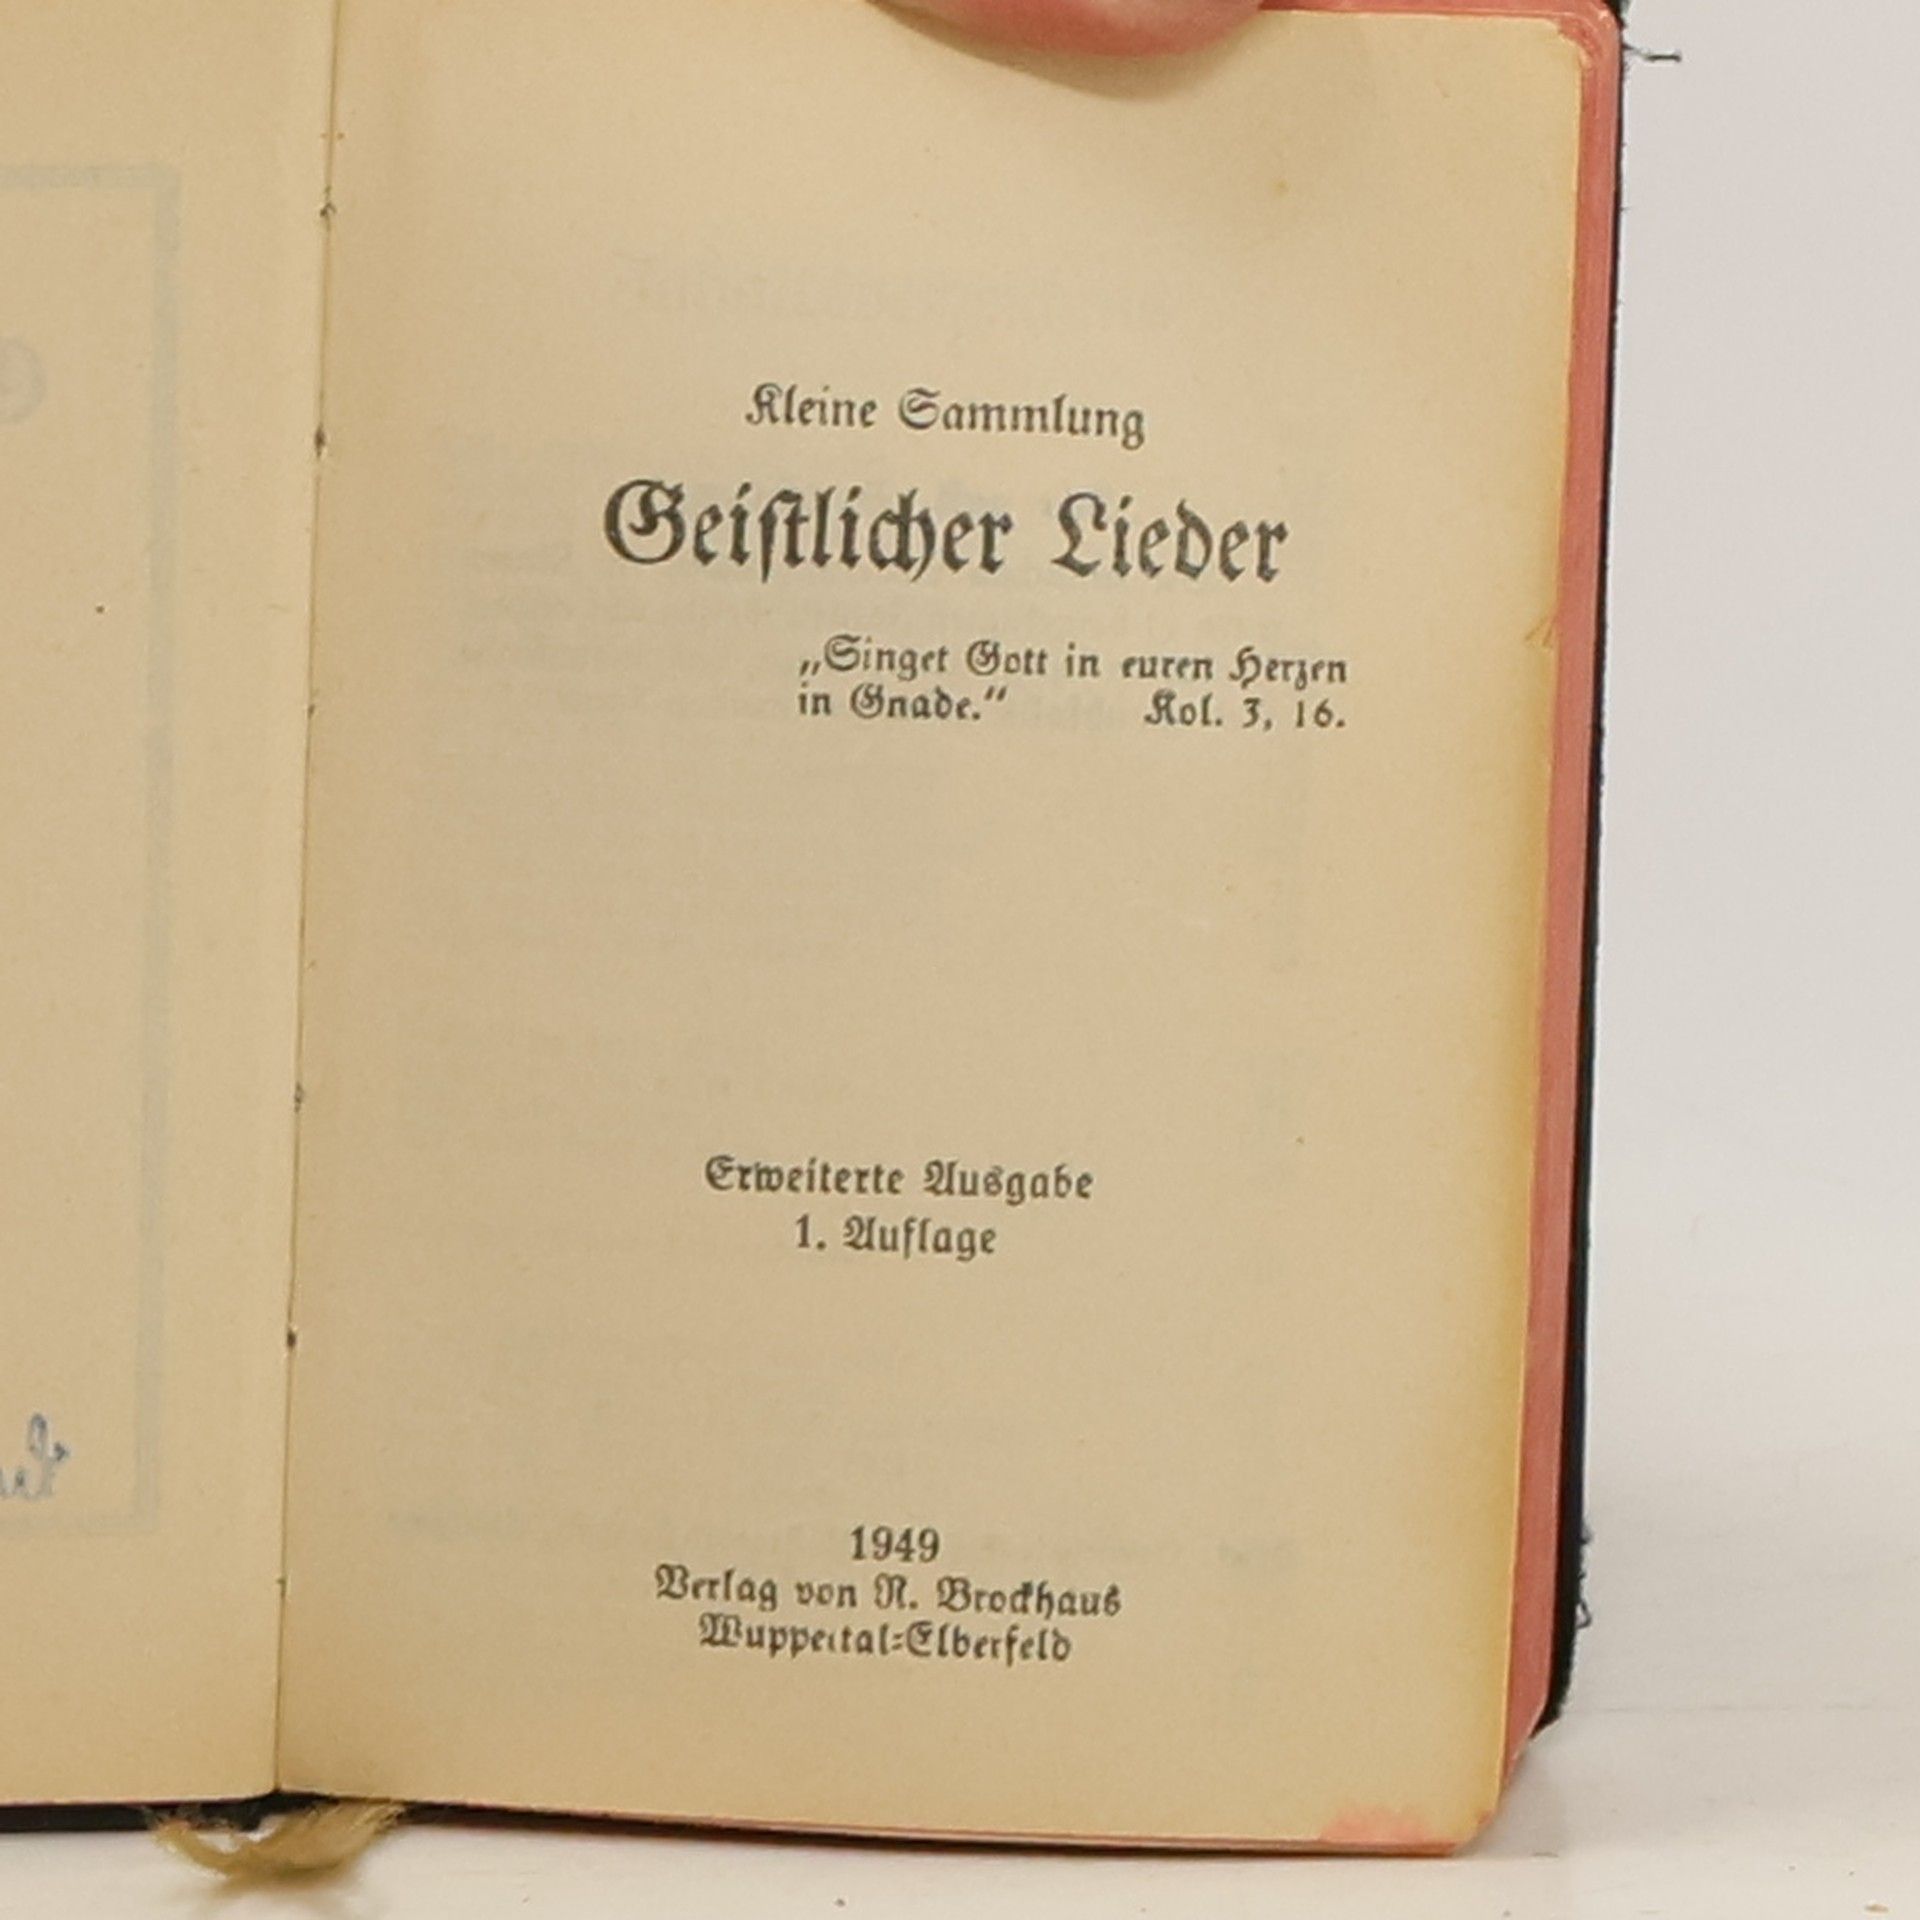 Kleine Sammlung
Geistlicher Lieder
„Singet Gott in euren Herzen
in Gnade.“ Kol. 3, 16.
Erweiterte Ausgabe
1. Auflage
1949
Verlag von R. Brockhaus
Wuppertal-Elberfeld